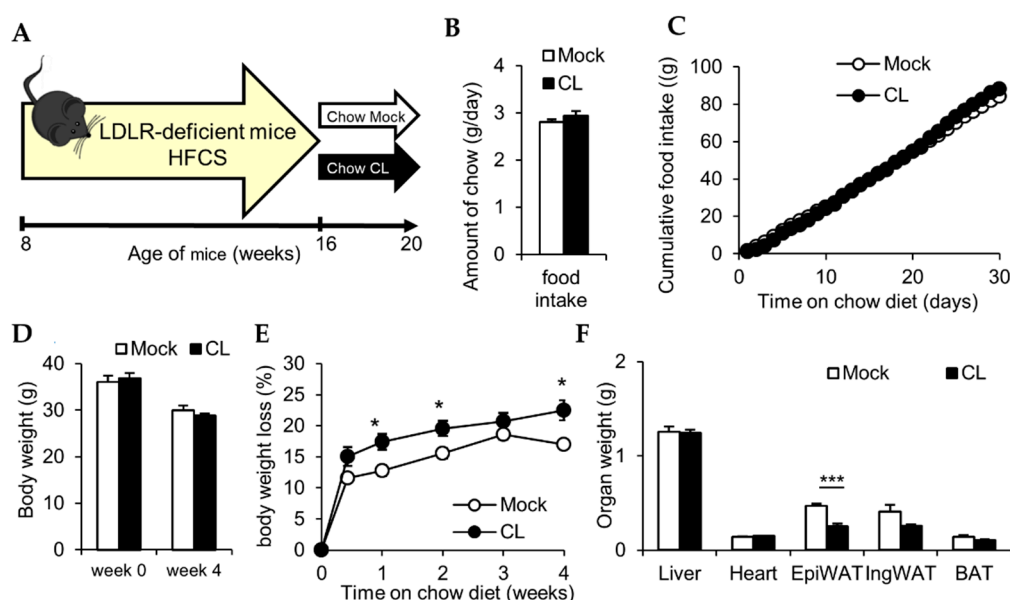 A
LDLR-deficient mice
HFCS
Chow Mock
Chow CL
8
16
20
Age of mice (weeks)
B
Mock
CL
Amount of chow (g/day)
4
3
2
1
0
food
intake
C
Mock
CL
Cumulative food intake ((g)
100
80
60
40
20
0
0 10 20 30
Time on chow diet (days)
D
Mock CL
Body weight (g)
40
30
20
10
0
week 0 week 4
E
body weight loss (%)
30
25
20
15
10
5
0
* * *
Mock
CL
0 1 2 3 4
Time on chow diet (weeks)
F
Mock CL
Organ weight (g)
2
1
0
***
Liver Heart EpiWAT IngWAT BAT